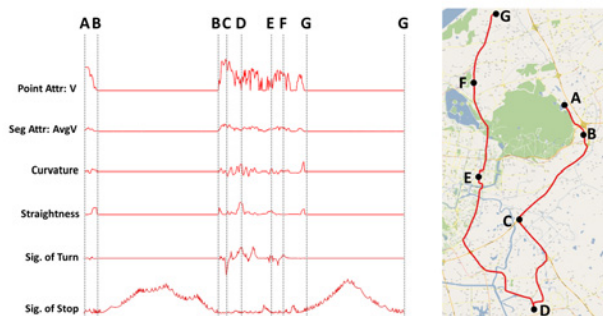 A B B C D E F G G
Point Attr: V
Seg Attr: AvgV
Curvature
Straightness
Sig. of Turn
Sig. of Stop
G
F
A
B
E
C
D